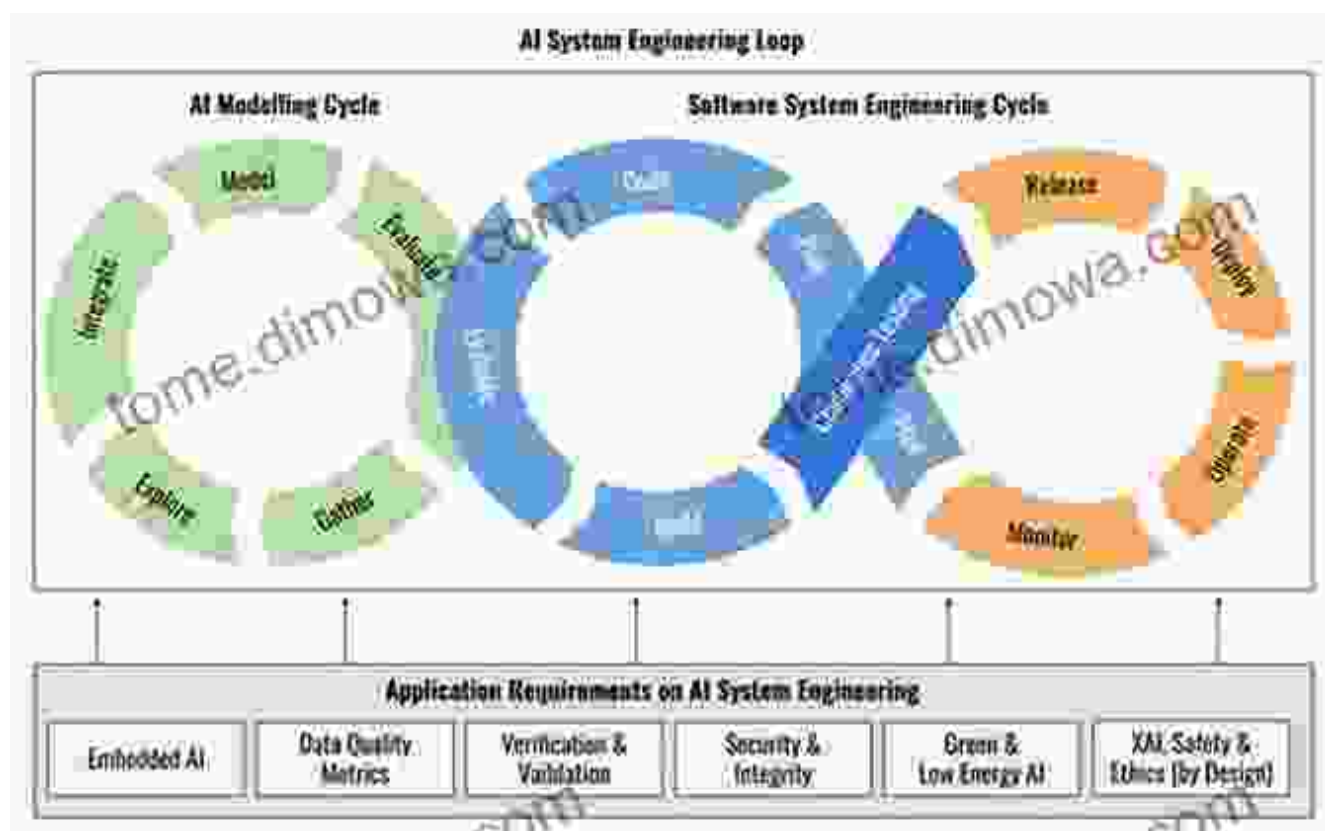 AI System Engineering Loop
AI Modelling Cycle
Software System Engineering Cycle
Model
Evaluate
Integrate
Explore
Gather
Release
Deploy
Operate
Monitor
tome.dimowa.com
tome.dimowa.com
Application Requirements on AI System Engineering
Embedded AI
Data Quality
Metrics
Verification &
Validation
Security &
Integrity
Green &
Low Energy AI
XAI, Safety &
Ethics (by Design)
.com
.com